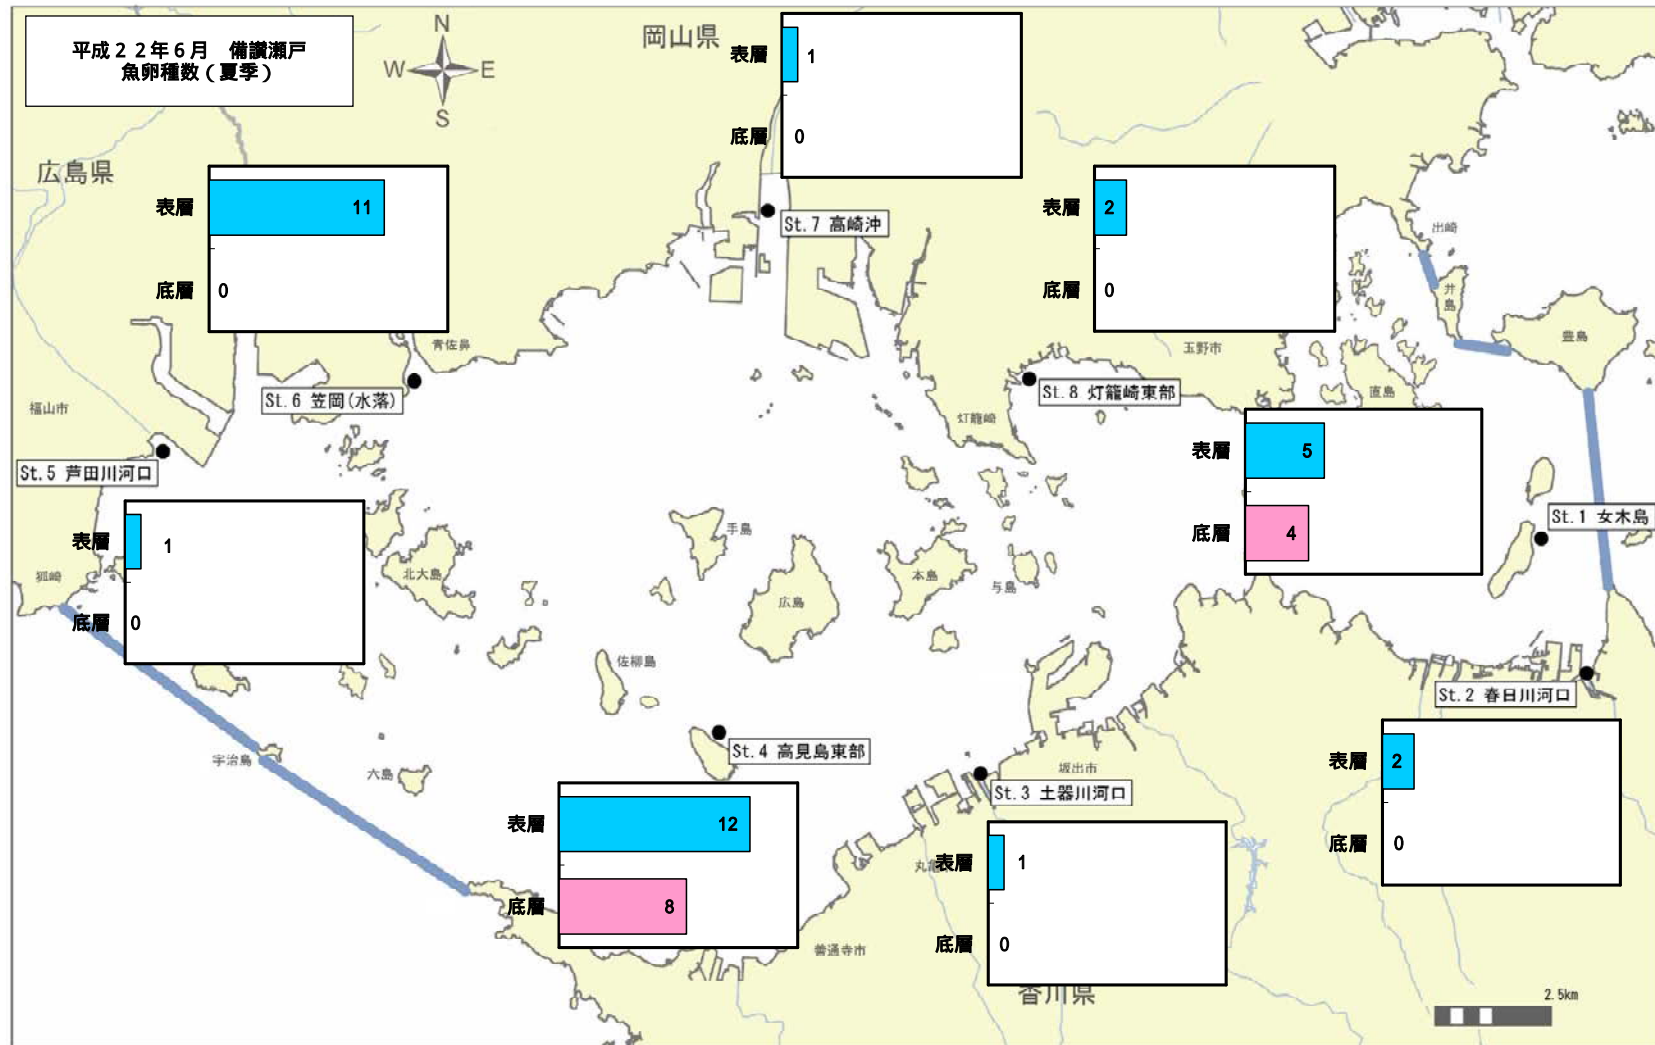 平成２２年６月　備讃瀬戸
魚卵種数（夏季）
N
W
E
S
岡山県
広島県
香川県
表層
1
底層
0
St.7 高崎沖
表層
11
底層
0
St.6 笠岡(水落)
青佐鼻
表層
2
底層
0
St.8 灯籠崎東部
玉野市
出崎
井島
豊島
直島
灯籠崎
福山市
St.5 芦田川河口
表層
1
底層
0
狐崎
北大島
手島
広島
本島
与島
佐柳島
宇治島
六島
表層
5
底層
4
St.1 女木島
St.2 春日川河口
表層
2
底層
0
St.4 高見島東部
表層
12
底層
8
St.3 土器川河口
坂出市
表層
1
底層
0
善通寺市
2.5km